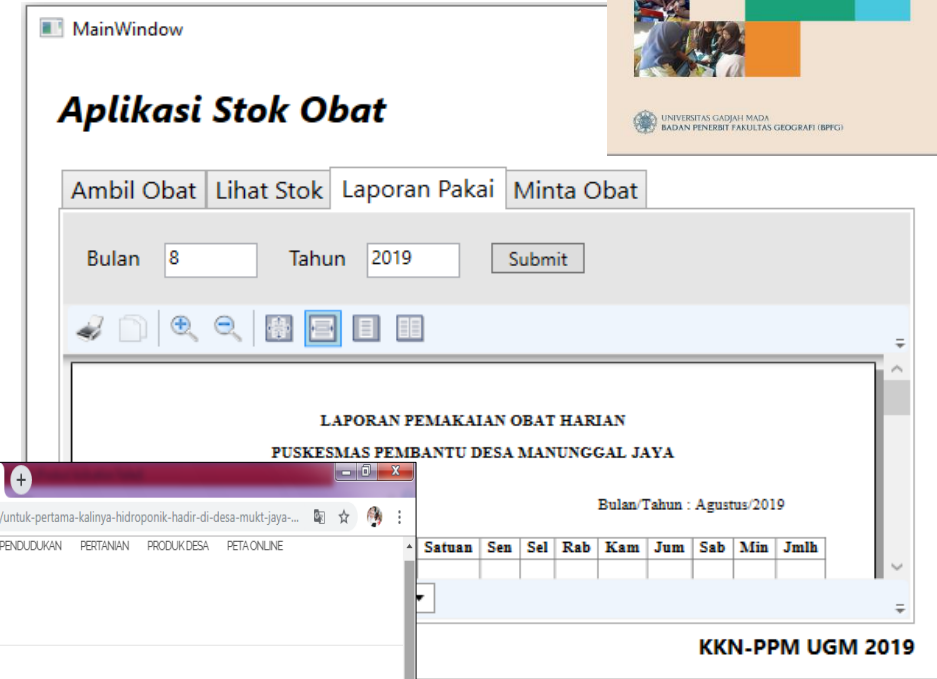 MainWindow
Aplikasi Stok Obat
UNIVERSITAS GADJAH MADA
BADAN PENERBIT FAKULTAS GEOGRAFI (BPFG)
Ambil Obat Lihat Stok Laporan Pakai Minta Obat
Bulan 8 Tahun 2019 Submit
LAPORAN PEMAKAIAN OBAT HARIAN
PUSKESMAS PEMBANTU DESA MANUNGGAL JAYA
Bulan/Tahun : Agustus/2019
Satuan Sen Sel Rab Kam Jum Sab Min Jmlh
/untuk-pertama-kalinya-hidroponik-hadir-di-desa-mukt-jaya-...
PENDUDUKAN PERTANIAN PRODUK DESA PETA ONLINE
KKN-PPM UGM 2019